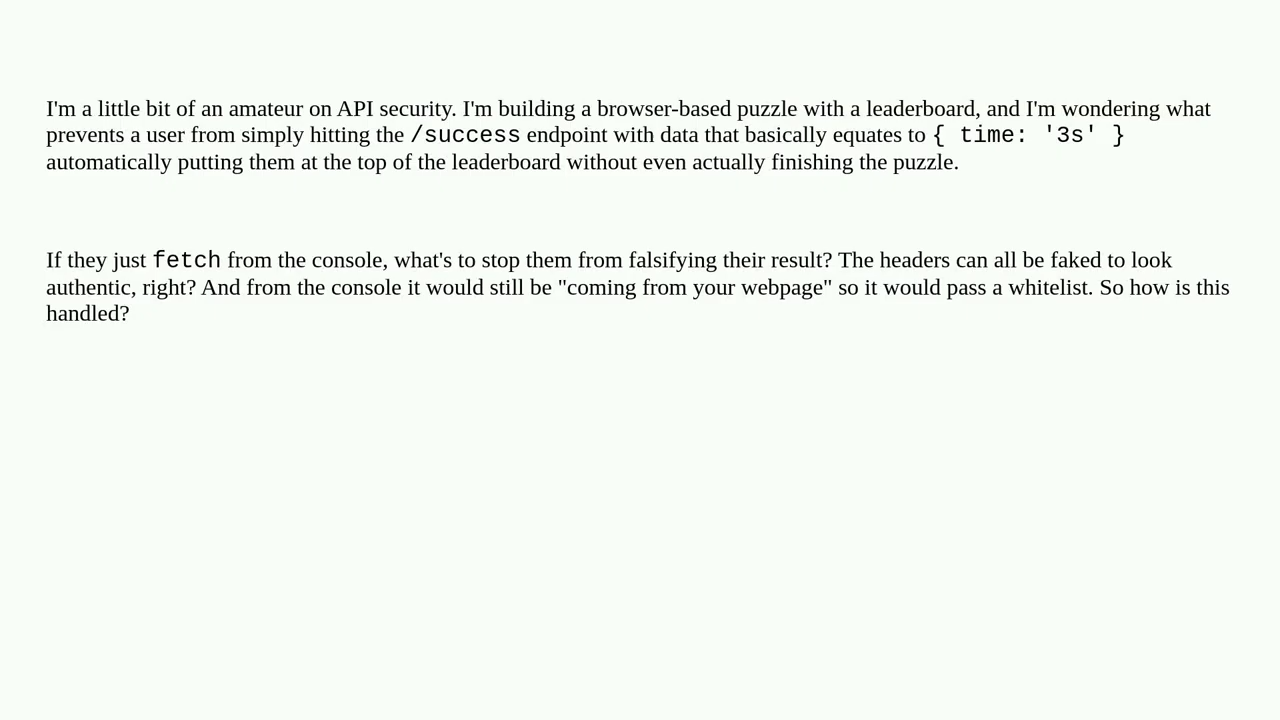 I'm a little bit of an amateur on API security. I'm building a browser-based puzzle with a leaderboard, and I'm wondering what
prevents a user from simply hitting the /success endpoint with data that basically equates to { time: '3s' }
automatically putting them at the top of the leaderboard without even actually finishing the puzzle.
If they just fetch from the console, what's to stop them from falsifying their result? The headers can all be faked to look
authentic, right? And from the console it would still be "coming from your webpage" so it would pass a whitelist. So how is this
handled?